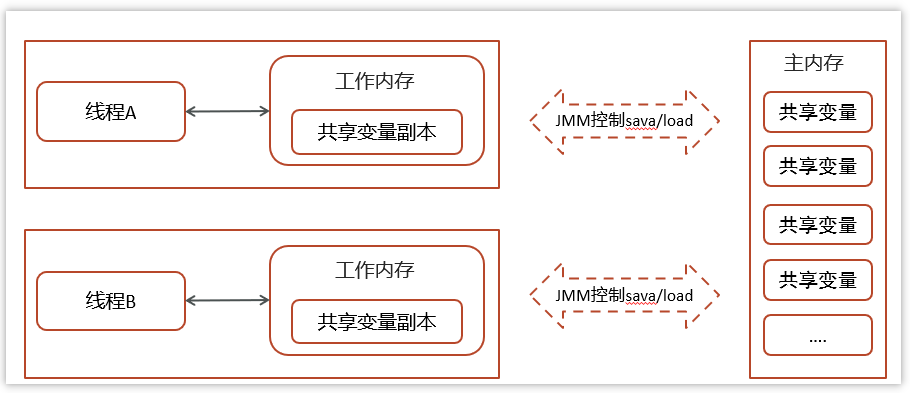 线程A
工作内存
共享变量副本
JMM控制sava/load
线程B
工作内存
共享变量副本
JMM控制sava/load
主内存
共享变量
共享变量
共享变量
共享变量
....